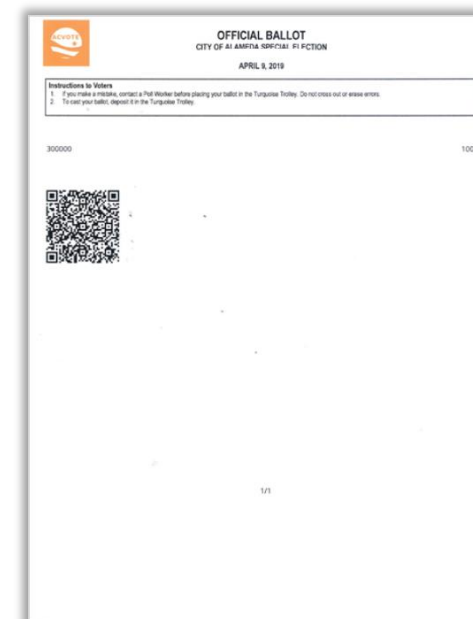 ACVOTE
OFFICIAL BALLOT
CITY OF ALAMEDA SPECIAL ELECTION
APRIL 9, 2019
Instructions to Voters
1. If you make a mistake, contact a Poll Worker before placing your ballot in the Turquoise Trolley. Do not cross out or erase errors.
2. To cast your ballot, deposit it in the Turquoise Trolley.
300000
100
1/1